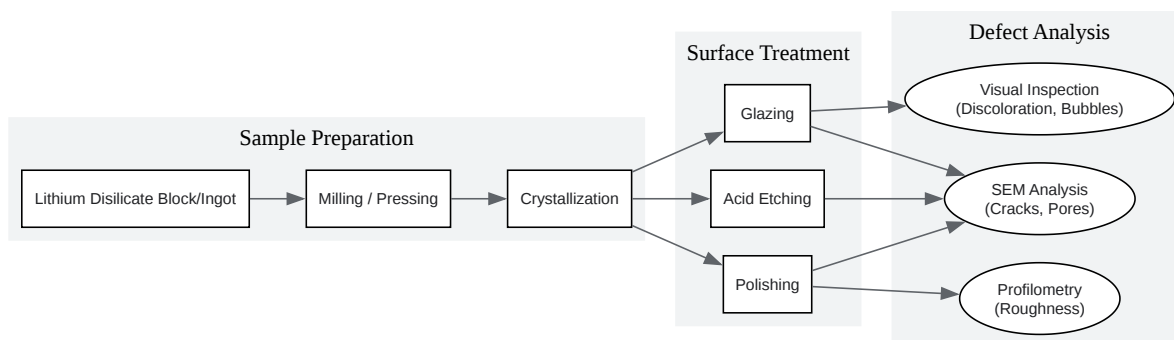 Sample Preparation
Lithium Disilicate Block/Ingot
Milling / Pressing
Crystallization
Surface Treatment
Glazing
Acid Etching
Polishing
Defect Analysis
Visual Inspection
(Discoloration, Bubbles)
SEM Analysis
(Cracks, Pores)
Profilometry
(Roughness)